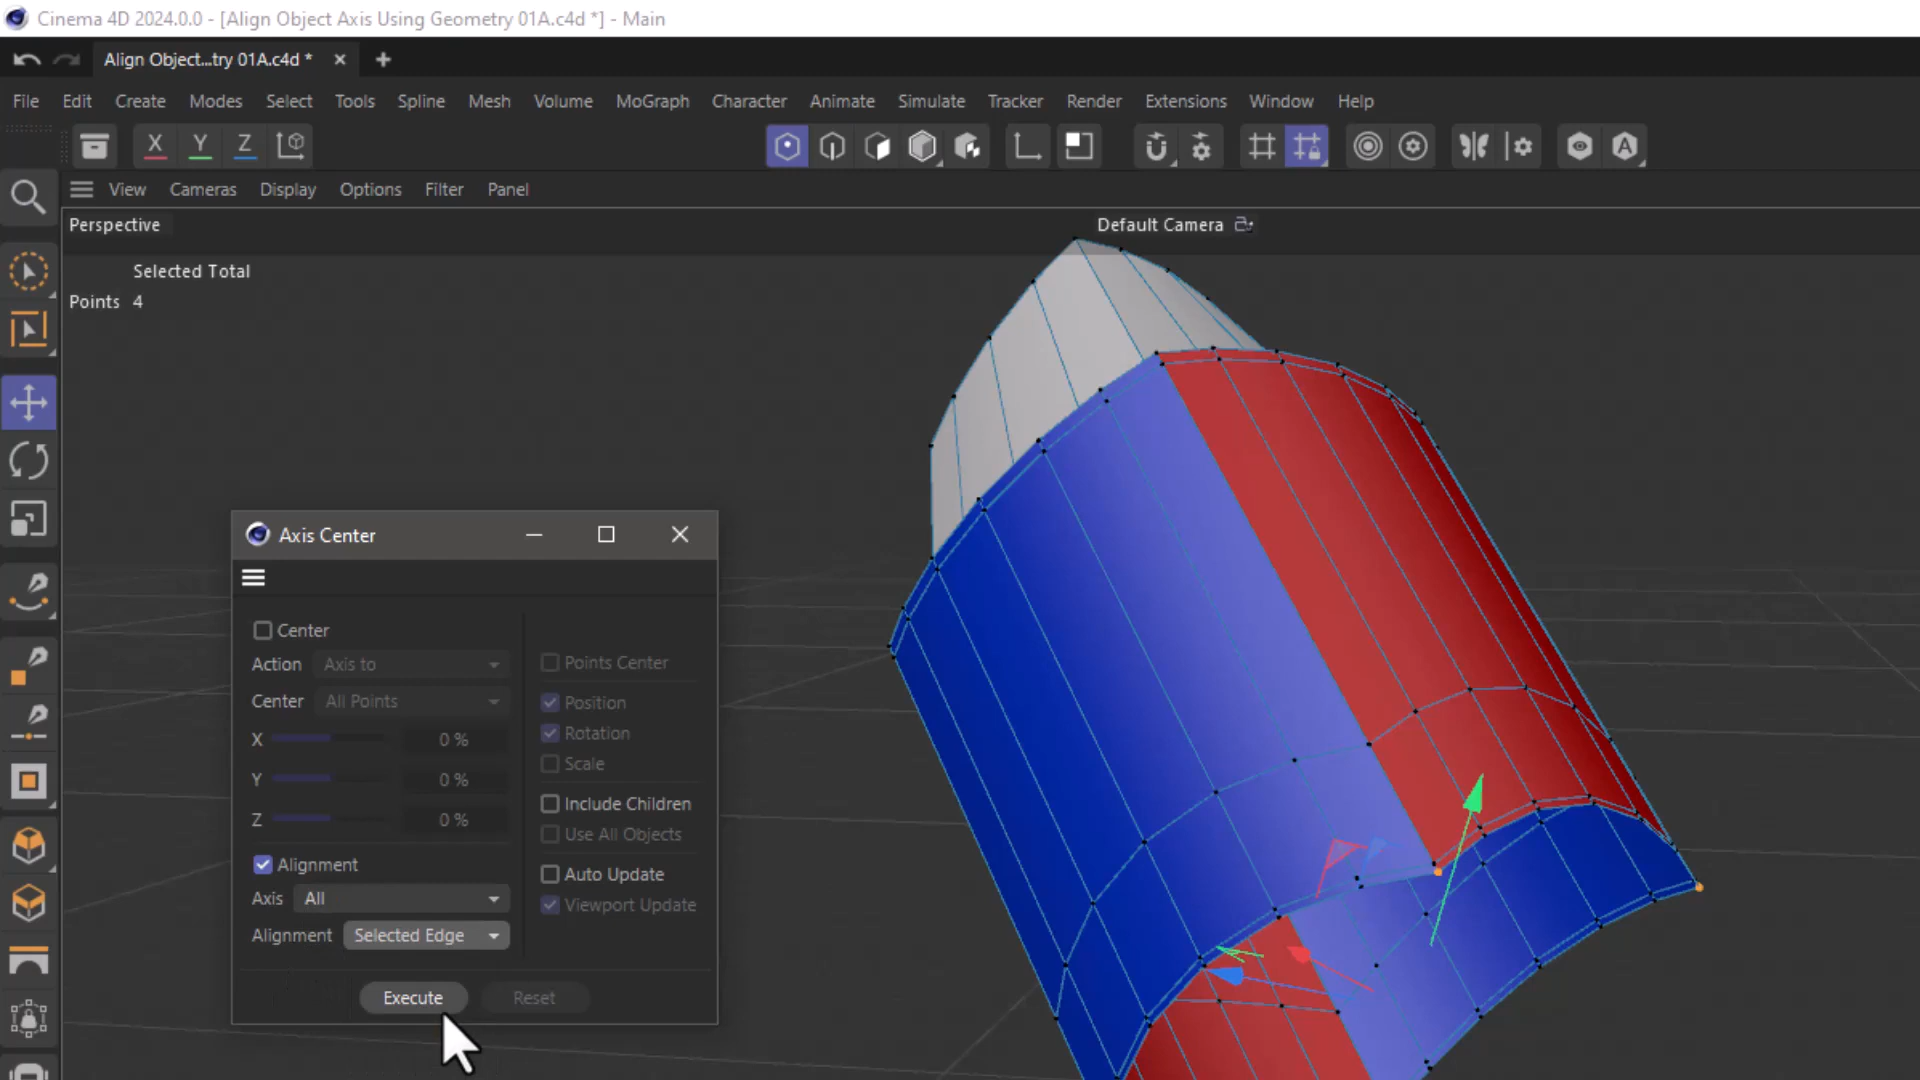 Cinema 4D 2024.0.0 - [Align Object Axis Using Geometry 01A.c4d *] - Main
Align Object...try 01A.c4d *
File Edit Create Modes Select Tools Spline Mesh Volume MoGraph Character Animate Simulate Tracker Render Extensions Window Help
X Y Z
A
View Cameras Display Options Filter Panel
Perspective
Default Camera
Selected Total
Points 4
Axis Center
Center
Action Axis to
Center All Points
X 0 %
Y 0 %
Z 0 %
Alignment
Axis All
Alignment Selected Edge
Points Center
Position
Rotation
Scale
Include Children
Use All Objects
Auto Update
Viewport Update
Execute Reset